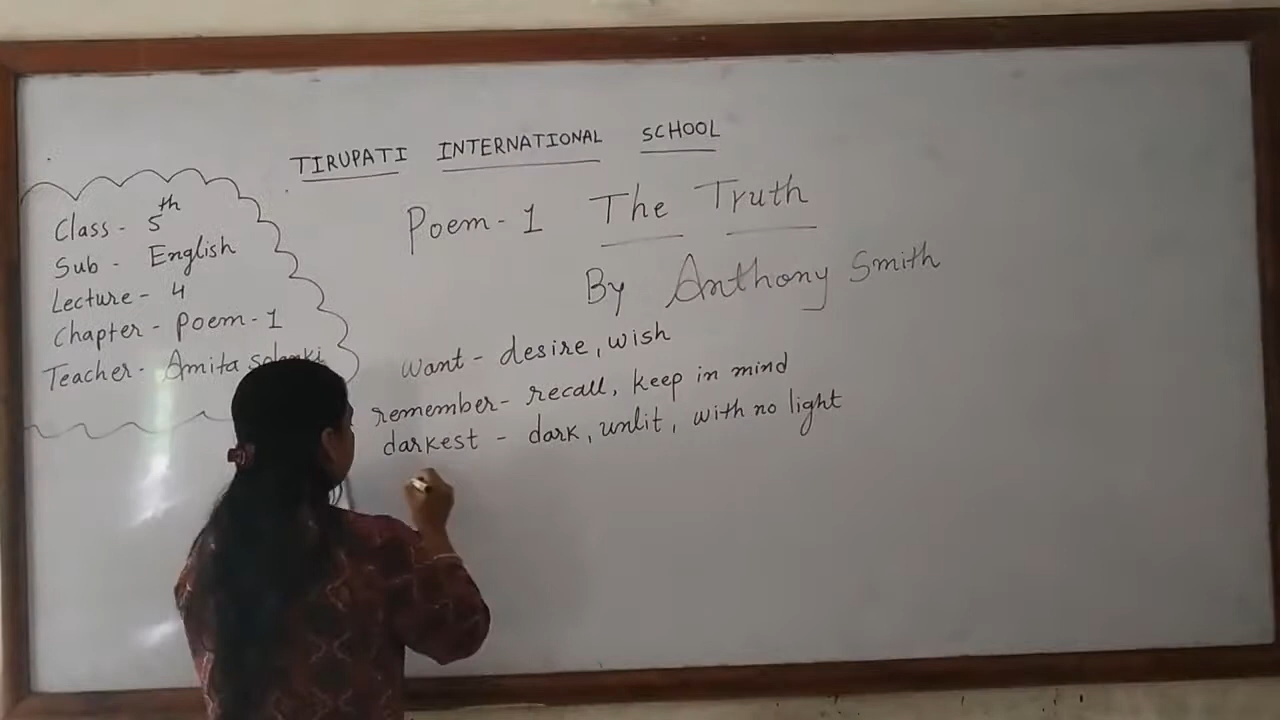 TIRUPATI INTERNATIONAL SCHOOL
Class - 5th
Sub - English
Lecture - 4
Chapter - Poem - 1
Teacher - Amita Solanki
Poem - 1 The Truth
By Anthony Smith
want - desire, wish
remember - recall, keep in mind
darkest - dark, unlit, with no light